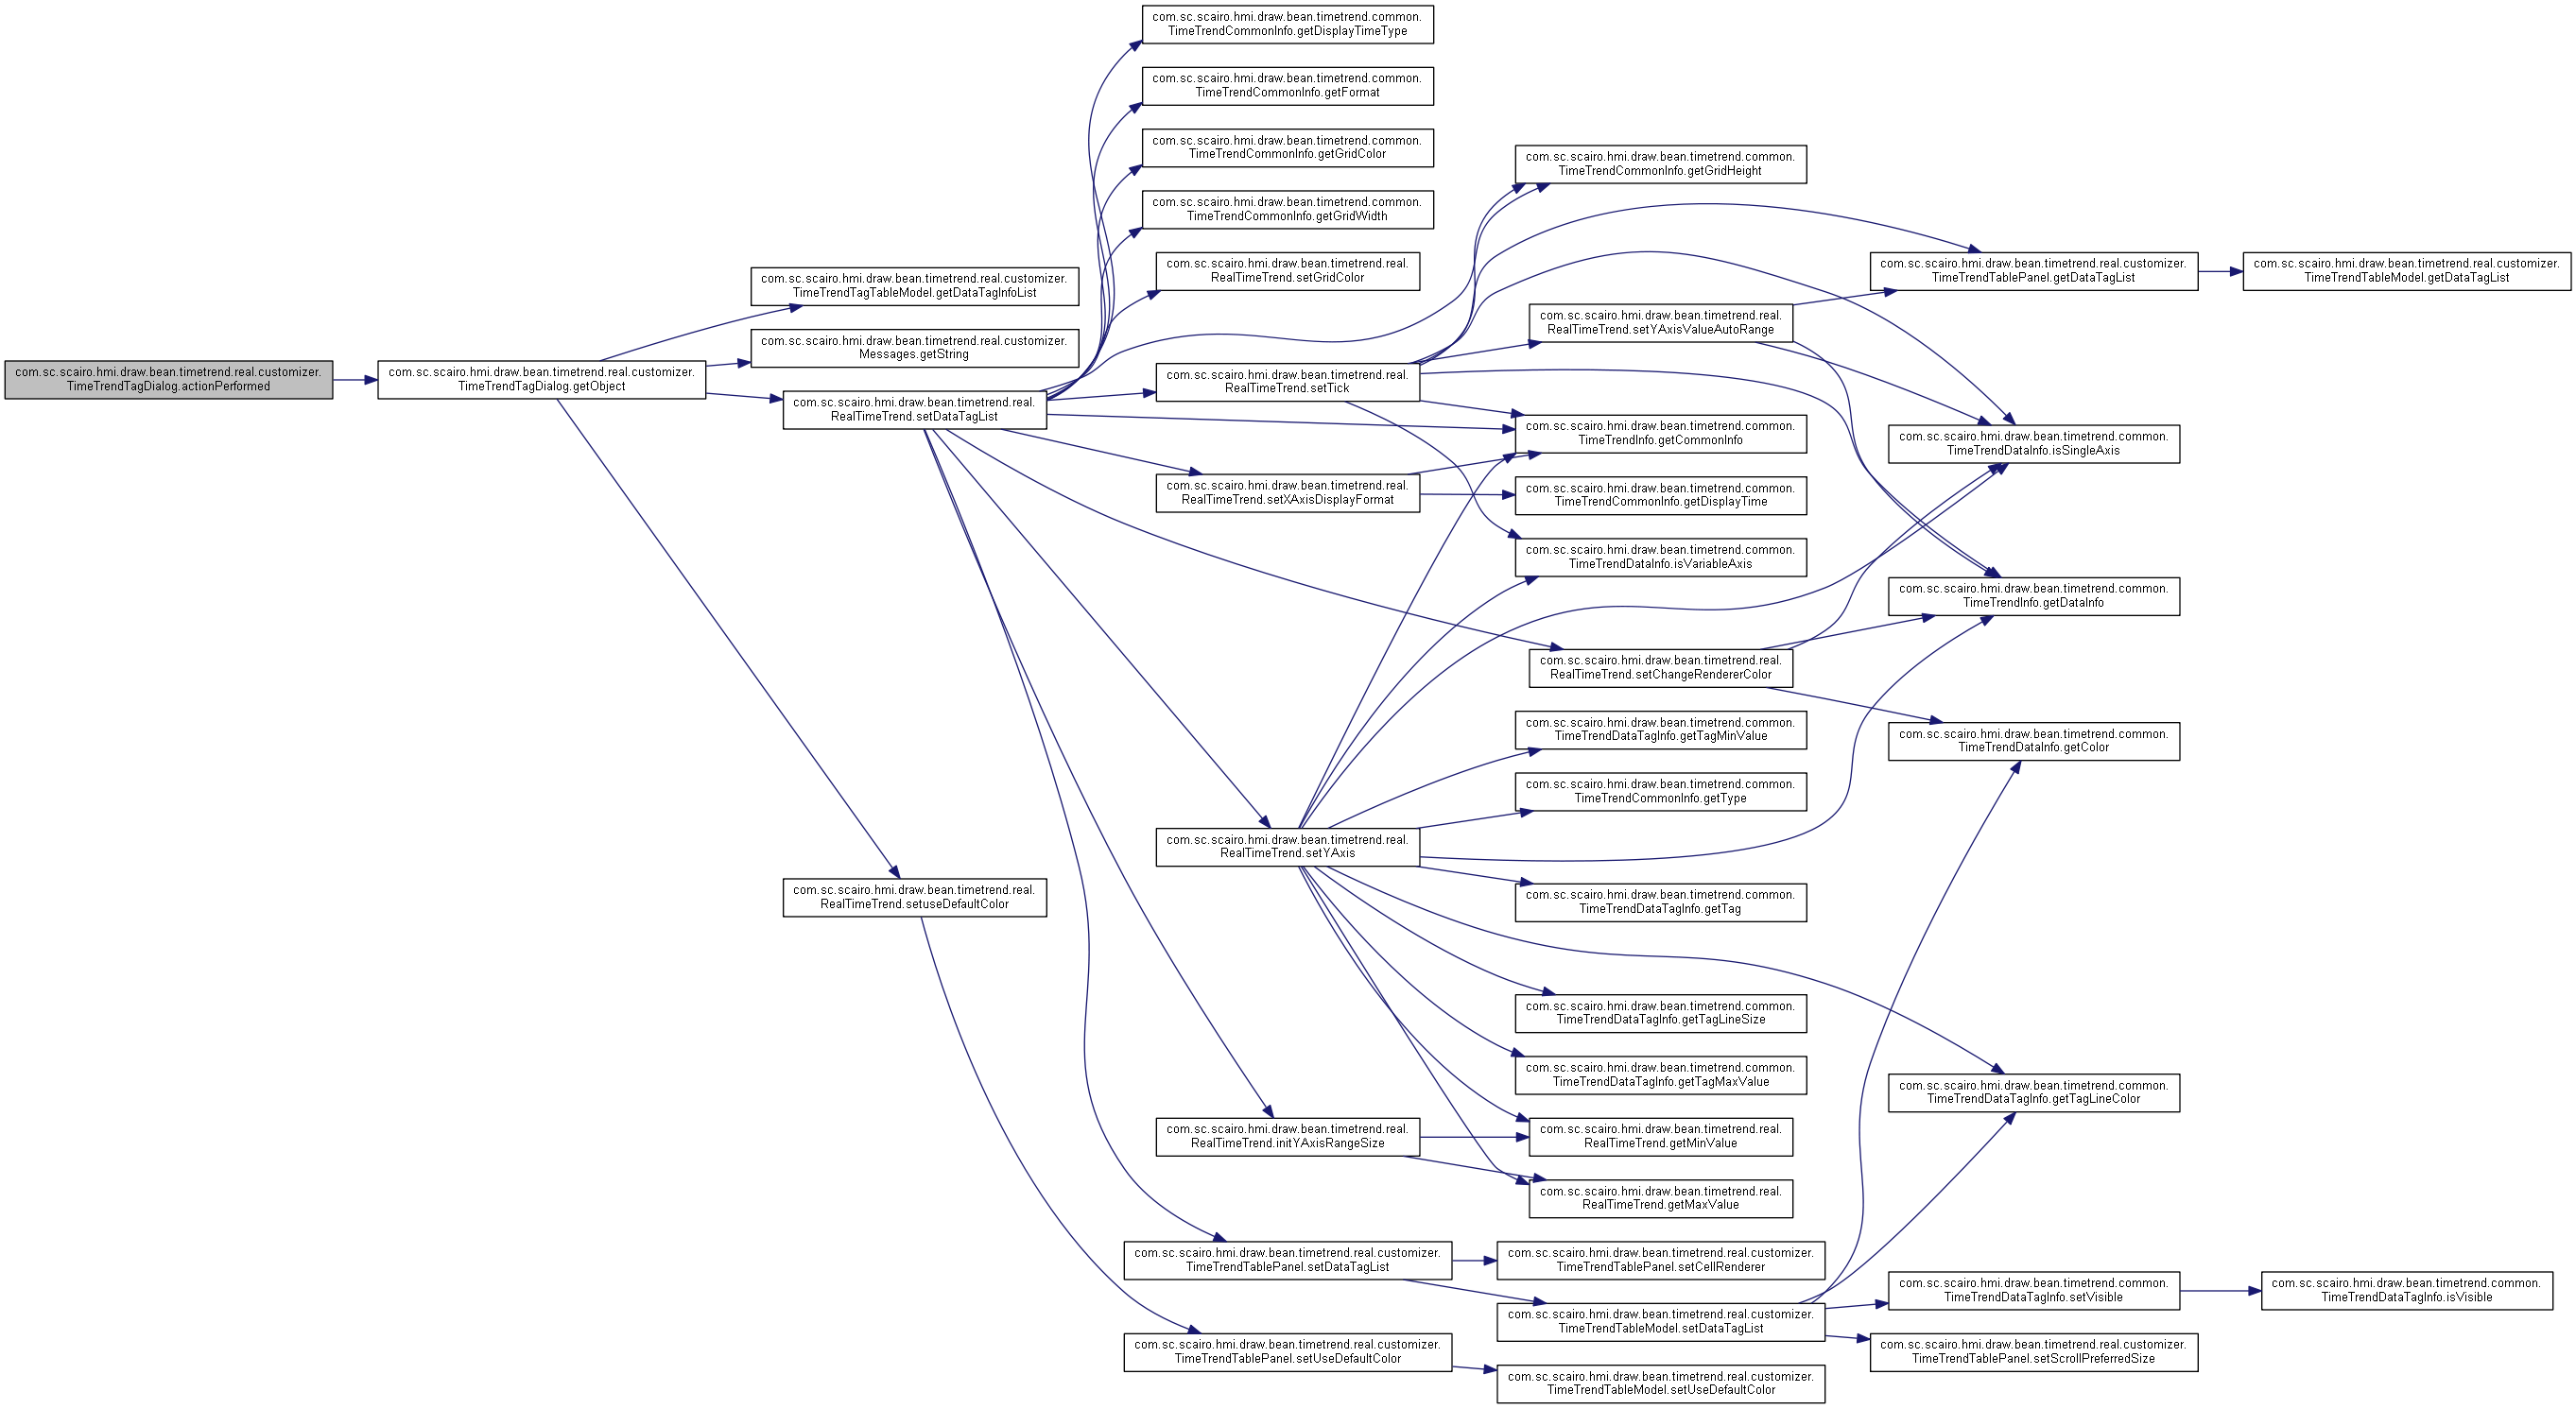 com.sc.scairo.hmi.draw.bean.timetrend.real.customizer.
TimeTrendTagDialog.actionPerformed
com.sc.scairo.hmi.draw.bean.timetrend.real.customizer.
TimeTrendTagDialog.getObject
com.sc.scairo.hmi.draw.bean.timetrend.real.customizer.
TimeTrendTagTableModel.getDataTagInfoList
com.sc.scairo.hmi.draw.bean.timetrend.real.customizer.
Messages.getString
com.sc.scairo.hmi.draw.bean.timetrend.real.
RealTimeTrend.setDataTagList
com.sc.scairo.hmi.draw.bean.timetrend.real.
RealTimeTrend.setuseDefaultColor
com.sc.scairo.hmi.draw.bean.timetrend.common.
TimeTrendCommonInfo.getDisplayTimeType
com.sc.scairo.hmi.draw.bean.timetrend.common.
TimeTrendCommonInfo.getFormat
com.sc.scairo.hmi.draw.bean.timetrend.common.
TimeTrendCommonInfo.getGridColor
com.sc.scairo.hmi.draw.bean.timetrend.common.
TimeTrendCommonInfo.getGridWidth
com.sc.scairo.hmi.draw.bean.timetrend.real.
RealTimeTrend.setGridColor
com.sc.scairo.hmi.draw.bean.timetrend.real.
RealTimeTrend.setTick
com.sc.scairo.hmi.draw.bean.timetrend.real.
RealTimeTrend.setXAxisDisplayFormat
com.sc.scairo.hmi.draw.bean.timetrend.real.
RealTimeTrend.setYAxis
com.sc.scairo.hmi.draw.bean.timetrend.real.
RealTimeTrend.initYAxisRangeSize
com.sc.scairo.hmi.draw.bean.timetrend.real.customizer.
TimeTrendTablePanel.setDataTagList
com.sc.scairo.hmi.draw.bean.timetrend.real.customizer.
TimeTrendTablePanel.setUseDefaultColor
com.sc.scairo.hmi.draw.bean.timetrend.common.
TimeTrendCommonInfo.getGridHeight
com.sc.scairo.hmi.draw.bean.timetrend.real.
RealTimeTrend.setYAxisValueAutoRange
com.sc.scairo.hmi.draw.bean.timetrend.common.
TimeTrendInfo.getCommonInfo
com.sc.scairo.hmi.draw.bean.timetrend.common.
TimeTrendCommonInfo.getDisplayTime
com.sc.scairo.hmi.draw.bean.timetrend.common.
TimeTrendDataInfo.isVariableAxis
com.sc.scairo.hmi.draw.bean.timetrend.real.
RealTimeTrend.setChangeRendererColor
com.sc.scairo.hmi.draw.bean.timetrend.common.
TimeTrendDataTagInfo.getTagMinValue
com.sc.scairo.hmi.draw.bean.timetrend.common.
TimeTrendCommonInfo.getType
com.sc.scairo.hmi.draw.bean.timetrend.common.
TimeTrendDataTagInfo.getTag
com.sc.scairo.hmi.draw.bean.timetrend.common.
TimeTrendDataTagInfo.getTagLineSize
com.sc.scairo.hmi.draw.bean.timetrend.common.
TimeTrendDataTagInfo.getTagMaxValue
com.sc.scairo.hmi.draw.bean.timetrend.real.
RealTimeTrend.getMinValue
com.sc.scairo.hmi.draw.bean.timetrend.real.
RealTimeTrend.getMaxValue
com.sc.scairo.hmi.draw.bean.timetrend.real.customizer.
TimeTrendTablePanel.setCellRenderer
com.sc.scairo.hmi.draw.bean.timetrend.real.customizer.
TimeTrendTableModel.setDataTagList
com.sc.scairo.hmi.draw.bean.timetrend.real.customizer.
TimeTrendTableModel.setUseDefaultColor
com.sc.scairo.hmi.draw.bean.timetrend.real.customizer.
TimeTrendTablePanel.getDataTagList
com.sc.scairo.hmi.draw.bean.timetrend.common.
TimeTrendDataInfo.isSingleAxis
com.sc.scairo.hmi.draw.bean.timetrend.common.
TimeTrendInfo.getDataInfo
com.sc.scairo.hmi.draw.bean.timetrend.common.
TimeTrendDataInfo.getColor
com.sc.scairo.hmi.draw.bean.timetrend.common.
TimeTrendDataTagInfo.getTagLineColor
com.sc.scairo.hmi.draw.bean.timetrend.common.
TimeTrendDataTagInfo.setVisible
com.sc.scairo.hmi.draw.bean.timetrend.real.customizer.
TimeTrendTablePanel.setScrollPreferredSize
com.sc.scairo.hmi.draw.bean.timetrend.real.customizer.
TimeTrendTableModel.getDataTagList
com.sc.scairo.hmi.draw.bean.timetrend.common.
TimeTrendDataTagInfo.isVisible